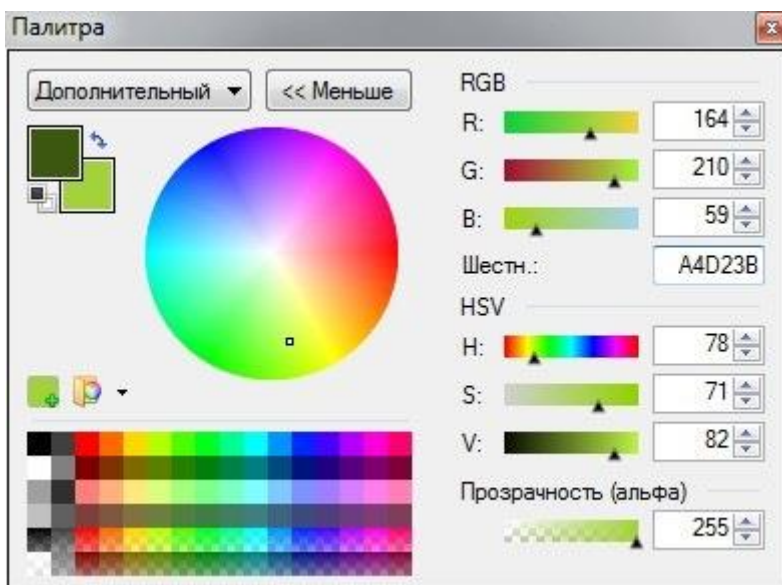 Палитра
Дополнительный
<< Меньше
RGB
R: 164
G: 210
B: 59
Шестн.: A4D23B
HSV
H: 78
S: 71
V: 82
Прозрачность (альфа)
255